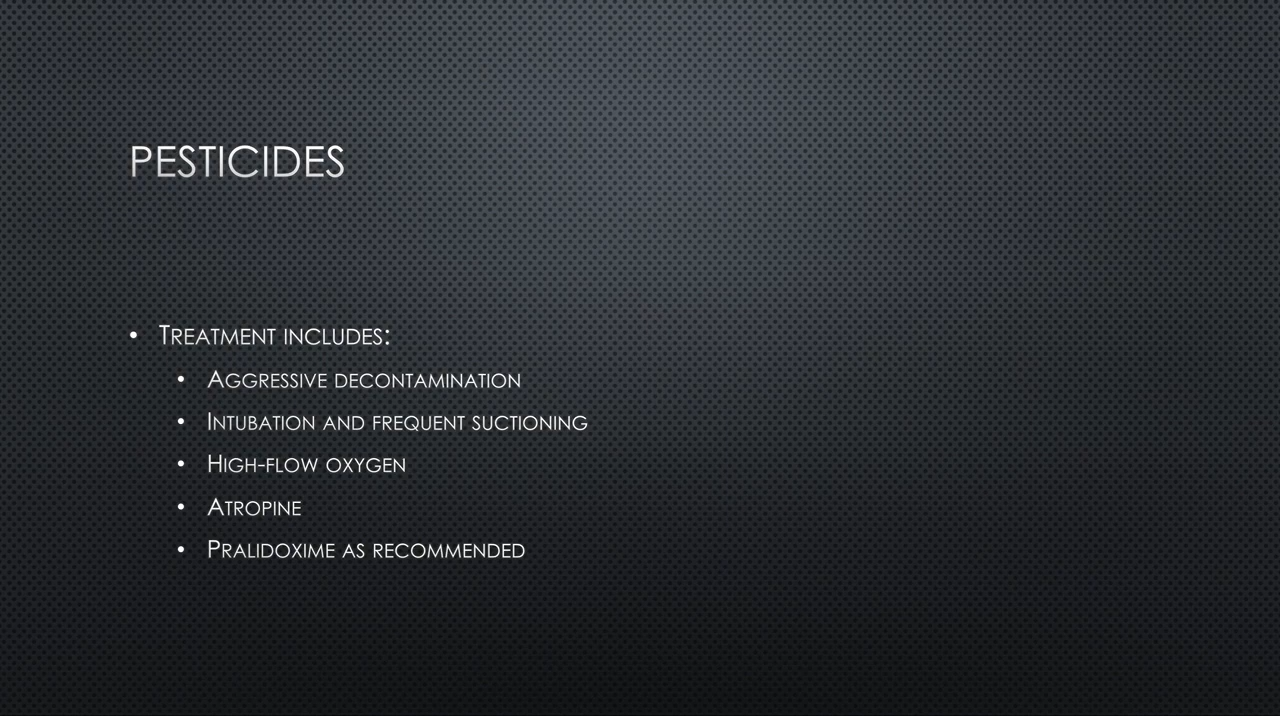 PESTICIDES
• TREATMENT INCLUDES:
• AGGRESSIVE DECONTAMINATION
• INTUBATION AND FREQUENT SUCTIONING
• HIGH-FLOW OXYGEN
• ATROPINE
• PRALIDOXIME AS RECOMMENDED